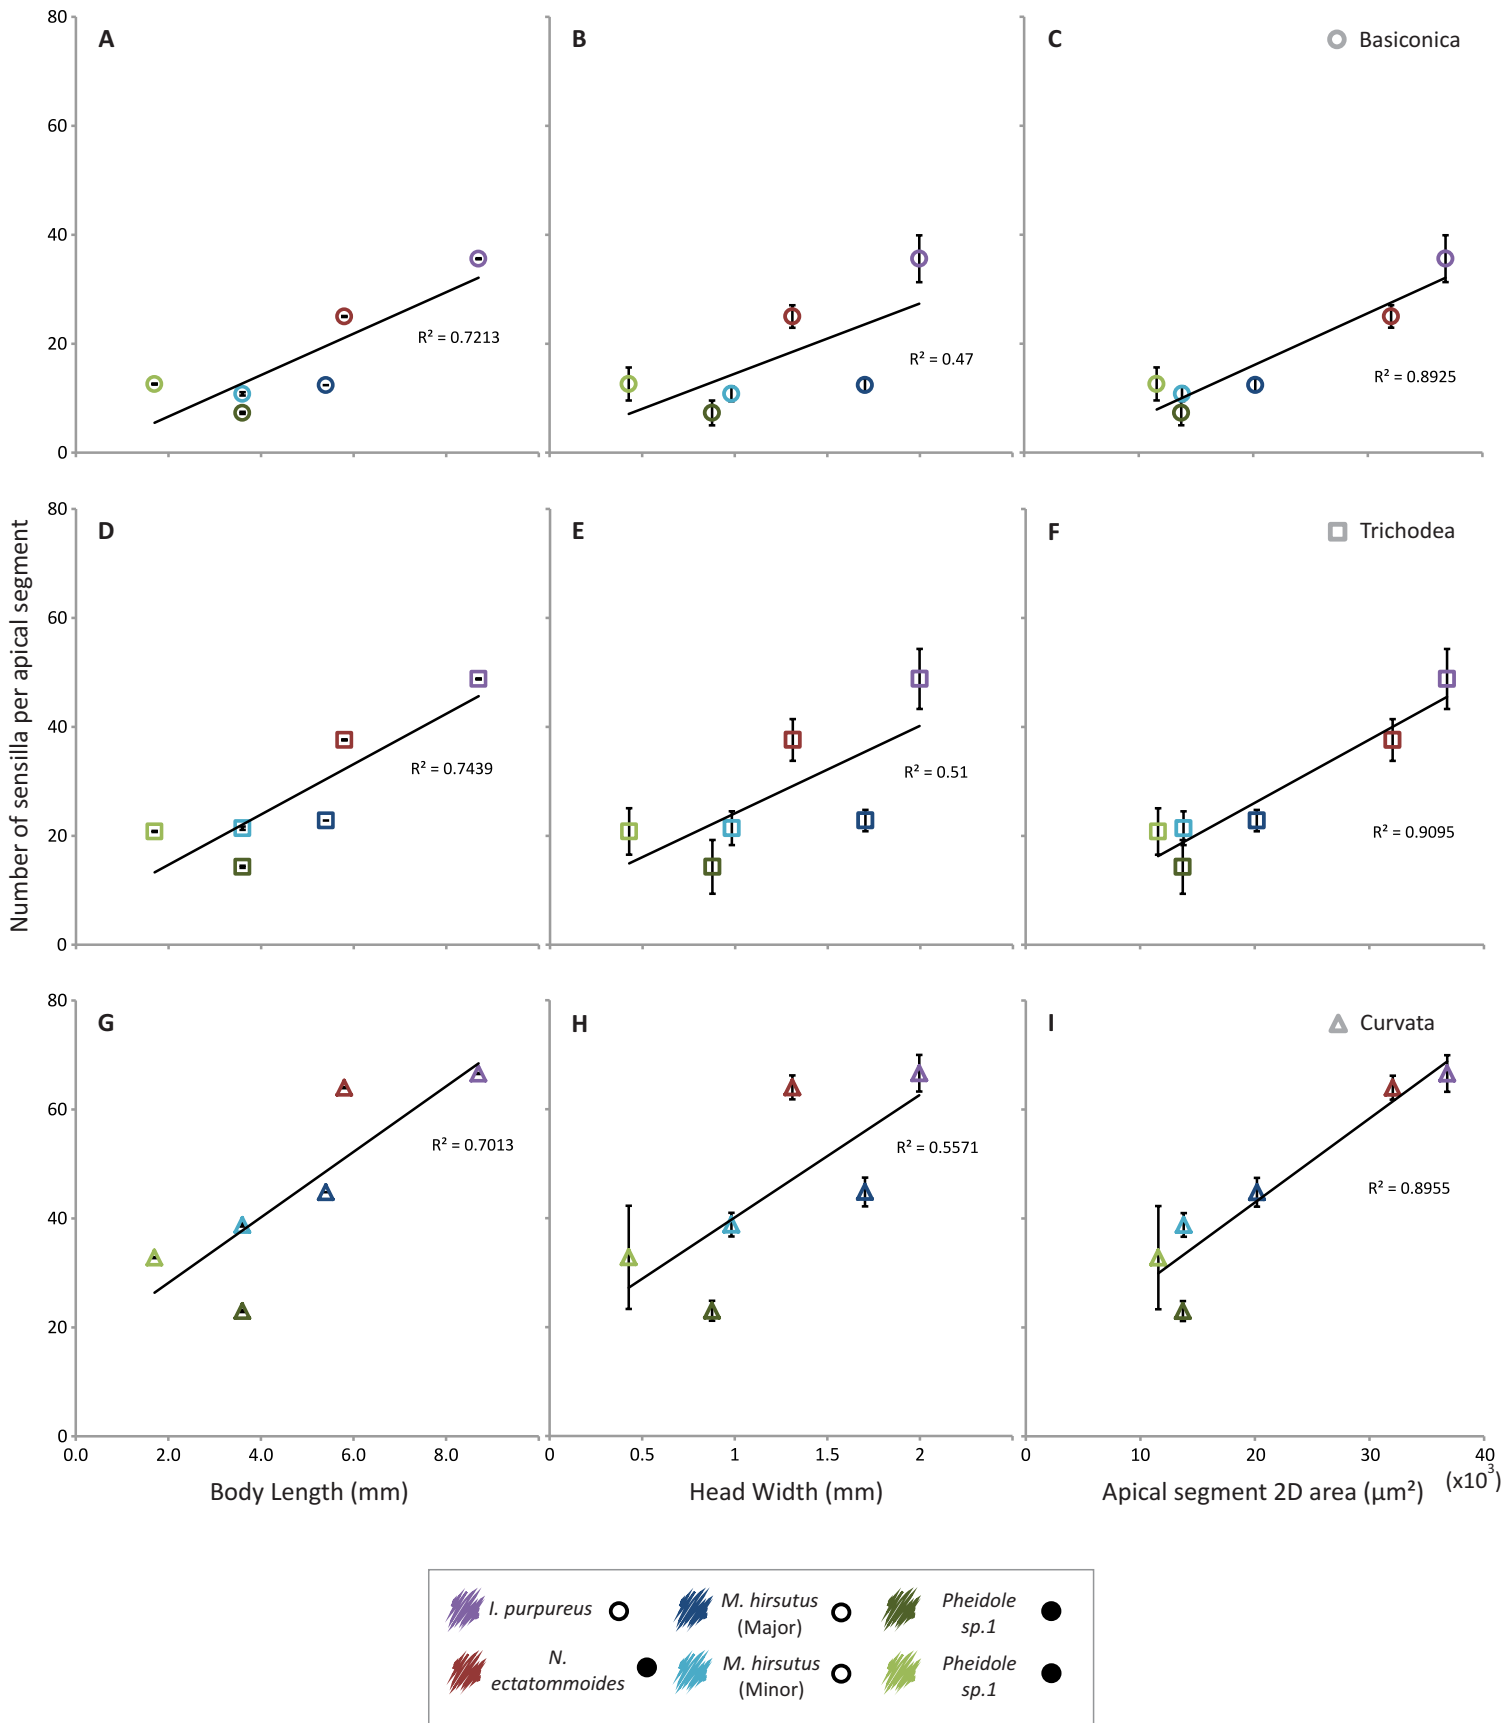 A
B
C
Basiconica
80
60
40
20
0
R² = 0.7213
R² = 0.47
R² = 0.8925
Number of sensilla per apical segment
D
E
F
Trichodea
80
60
40
20
0
R² = 0.7439
R² = 0.51
R² = 0.9095
G
H
I
Curvata
80
60
40
20
0
R² = 0.7013
R² = 0.5571
R² = 0.8955
0.0 2.0 4.0 6.0 8.0
0 0.5 1 1.5 2
0 10 20 30 40
(x10³)
Body Length (mm)
Head Width (mm)
Apical segment 2D area (µm²)
I. purpureus
M. hirsutus
(Major)
Pheidole
sp.1
N.
ectatommoides
M. hirsutus
(Minor)
Pheidole
sp.1